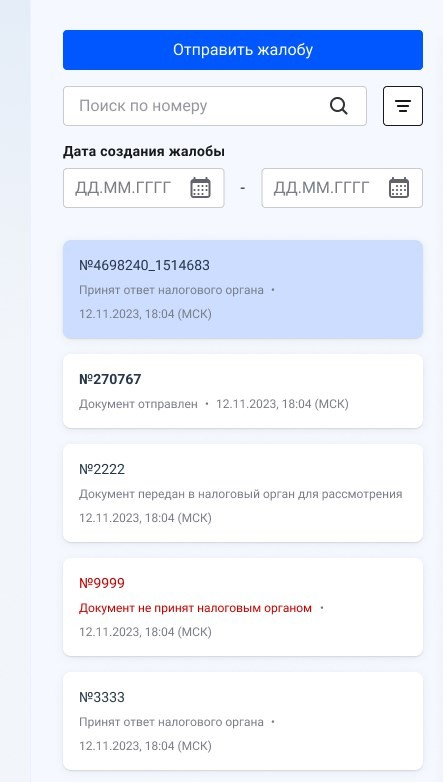 Отправить жалобу
Поиск по номеру
Дата создания жалобы
ДД.ММ.ГГГГ - ДД.ММ.ГГГГ
№4698240_1514683
Принят ответ налогового органа •
12.11.2023, 18:04 (МСК)
№270767
Документ отправлен • 12.11.2023, 18:04 (МСК)
№2222
Документ передан в налоговый орган для рассмотрения
12.11.2023, 18:04 (МСК)
№9999
Документ не принят налоговым органом •
12.11.2023, 18:04 (МСК)
№3333
Принят ответ налогового органа •
12.11.2023, 18:04 (МСК)